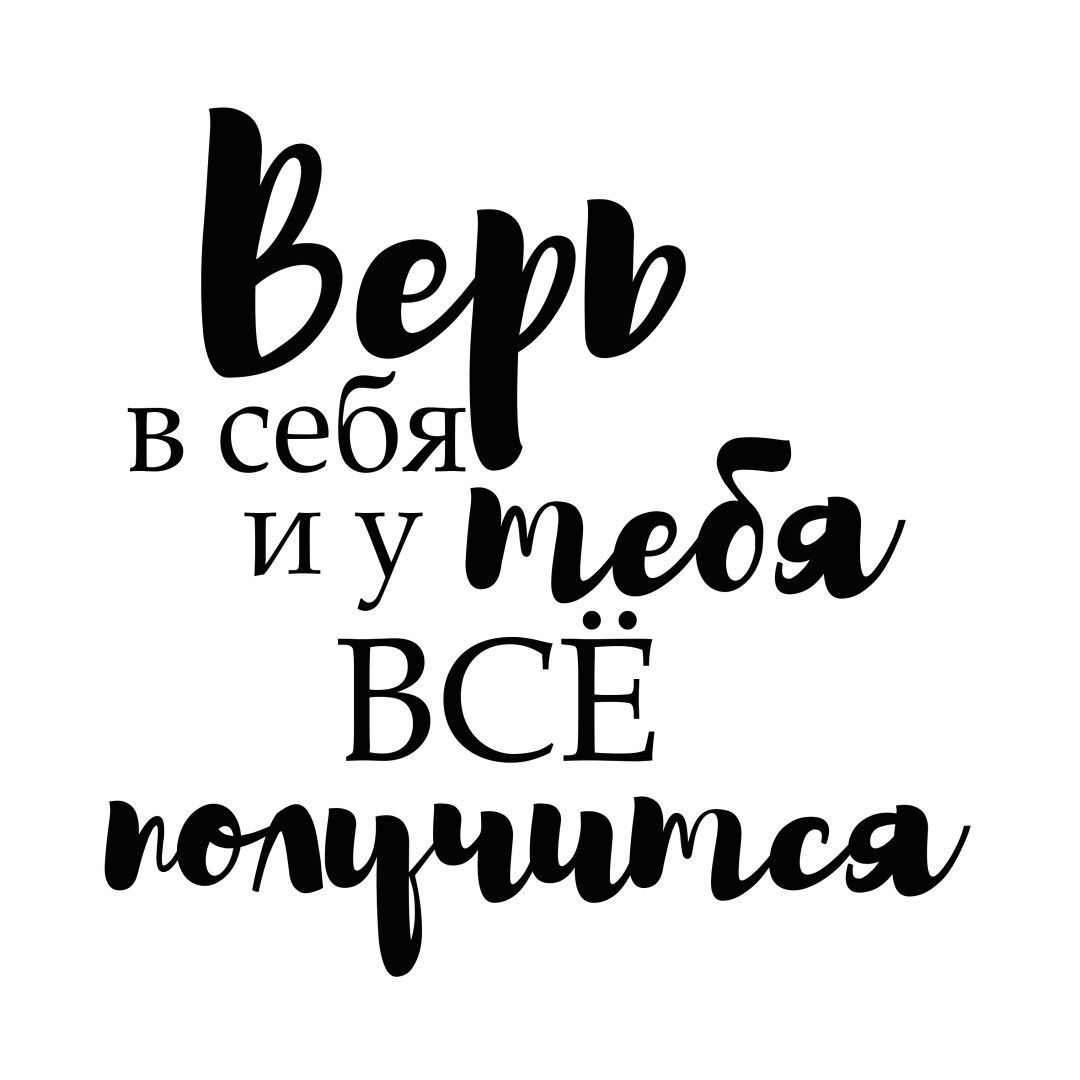 Верь
в себя
и у тебя
ВСЁ
получится